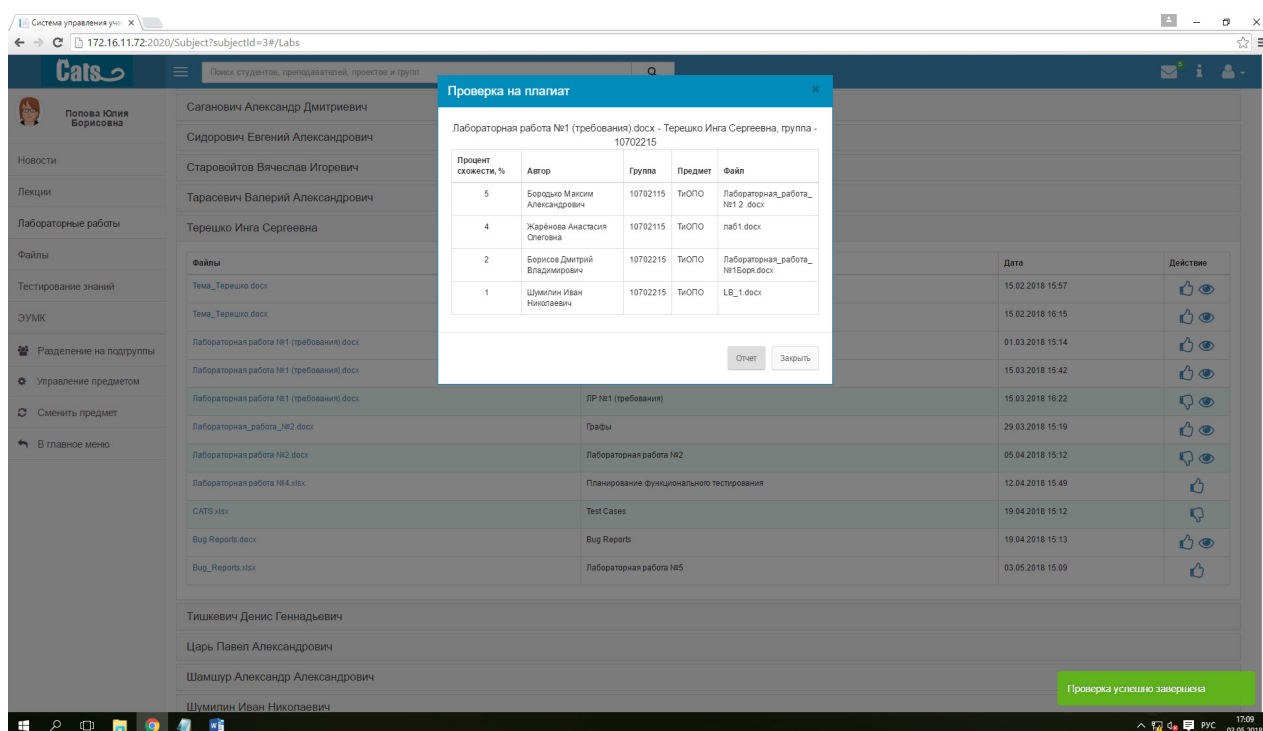 Система управления уче
172.16.11.72:2020/Subject?subjectId=3#/Labs
Cats
Поиск студентов, преподавателей, проектов и групп
5
Попова Юлия
Борисовна
Новости
Лекции
Лабораторные работы
Файлы
Тестирование знаний
ЭУМК
Разделение на подгруппы
Управление предметом
Сменить предмет
В главное меню
Саганович Александр Дмитриевич
Сидорович Евгений Александрович
Старовойтов Вячеслав Игоревич
Тарасевич Валерий Александрович
Терешко Инга Сергеевна
Проверка на плагиат
Лабораторная работа №1 (требования).docx - Терешко Инга Сергеевна, группа -
10702215
Процент
схожести, % Автор Группа Предмет Файл
5 Бородько Максим 10702115 ТиОПО Лабораторная_работа_
Александрович №1 2 .docx
4 Жарёнова Анастасия 10702115 ТиОПО лаб1.docx
Олеговна
2 Борисов Дмитрий 10702215 ТиОПО Лабораторная_работа_
Владимирович №1Боря.docx
1 Шумилин Иван 10702215 ТиОПО LB_1.docx
Николаевич
Отчет Закрыть
Файлы Дата Действие
Тема_Терешко.docx 15.02.2018 15:57
Тема_Терешко.docx 15.02.2018 16:15
Лабораторная работа №1 (требования).docx 01.03.2018 15:14
Лабораторная работа №1 (требования).docx 15.03.2018 15:42
Лабораторная работа №1 (требования).docx ЛР №1 (требования) 15.03.2018 16:22
Лабораторная_работа_№2.docx Графы 29.03.2018 15:19
Лабораторная работа №2.docx Лабораторная работа №2 05.04.2018 15:12
Лабораторная работа №4.xlsx Планирование функционального тестирования 12.04.2018 15:49
CATS.xlsx Test Cases 19.04.2018 15:12
Bug Reports.docx Bug Reports 19.04.2018 15:13
Bug_Reports.xlsx Лабораторная работа №5 03.05.2018 15:09
Тишкевич Денис Геннадьевич
Царь Павел Александрович
Шамшур Александр Александрович
Шумилин Иван Николаевич
Проверка успешно завершена
РУС 17:09
03.05.2018